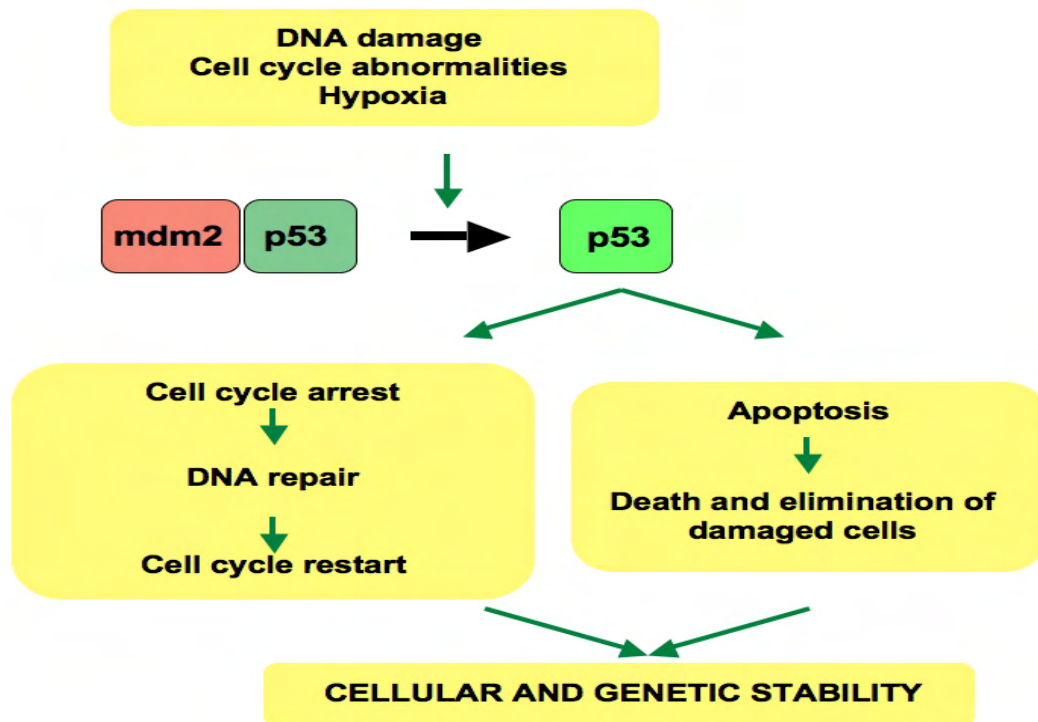 DNA damage
Cell cycle abnormalities
Hypoxia
mdm2 p53 p53
Cell cycle arrest
DNA repair
Cell cycle restart
Apoptosis
Death and elimination of
damaged cells
CELLULAR AND GENETIC STABILITY